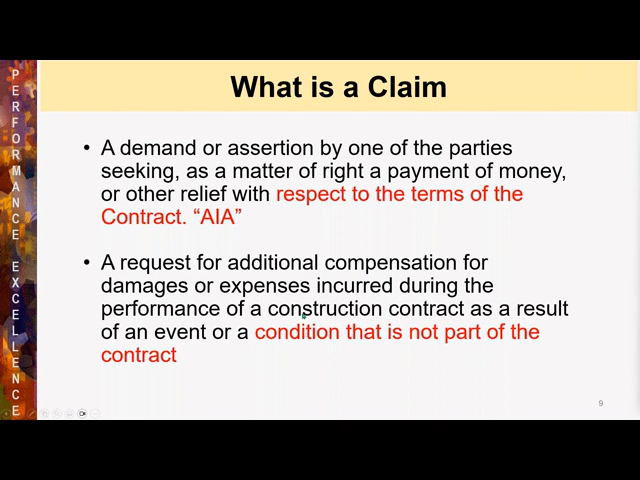 What is a Claim
• A demand or assertion by one of the parties
seeking, as a matter of right a payment of money,
or other relief with respect to the terms of the
Contract. “AIA”
• A request for additional compensation for
damages or expenses incurred during the
performance of a construction contract as a result
of an event or a condition that is not part of the
contract
PERFORMANCE EXCELLENCE
9